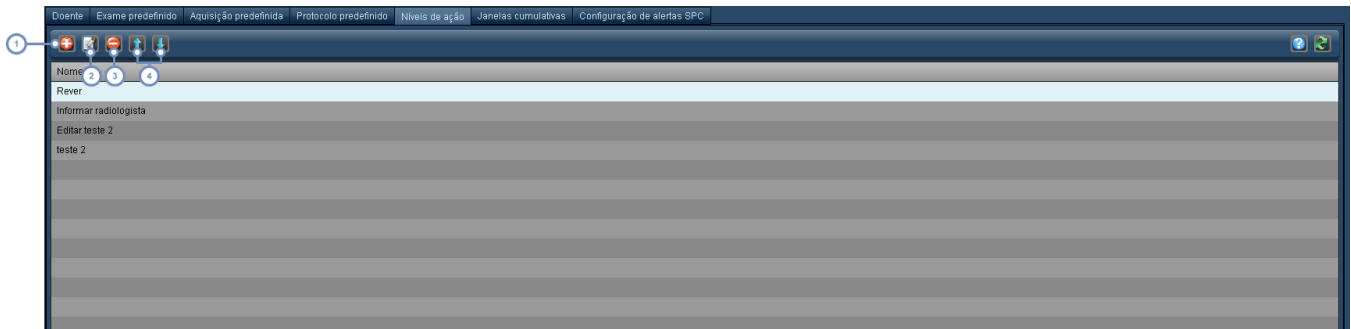 Doente Exame predefinido Aquisição predefinida Protocolo predefinido Níveis de ação Janelas cumulativas Configuração de alertas SPC
1
?
Nome
2 3 4
Rever
Informar radiologista
Editar teste 2
teste 2